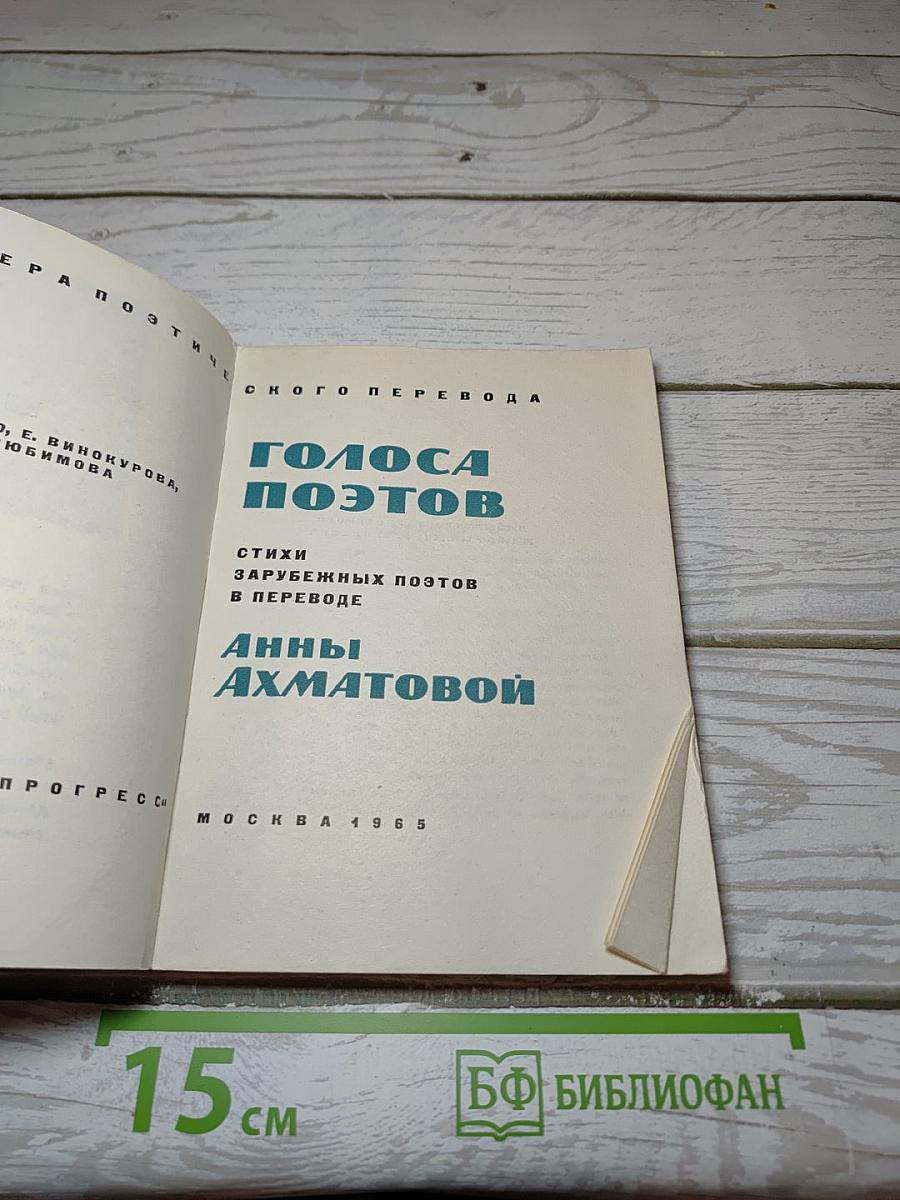 ЕРА ПОЭТИЧЕ
СКОГО ПЕРЕВОДА
Е. ВИНОКУРОВА,
ЮБИМОВА
ПРОГРЕСС“
ГОЛОСА
ПОЭТОВ
СТИХИ
ЗАРУБЕЖНЫХ ПОЭТОВ
В ПЕРЕВОДЕ
АННЫ
АХМАТОВОЙ
МОСКВА 1965
15 см
БФ БИБЛИОФАН